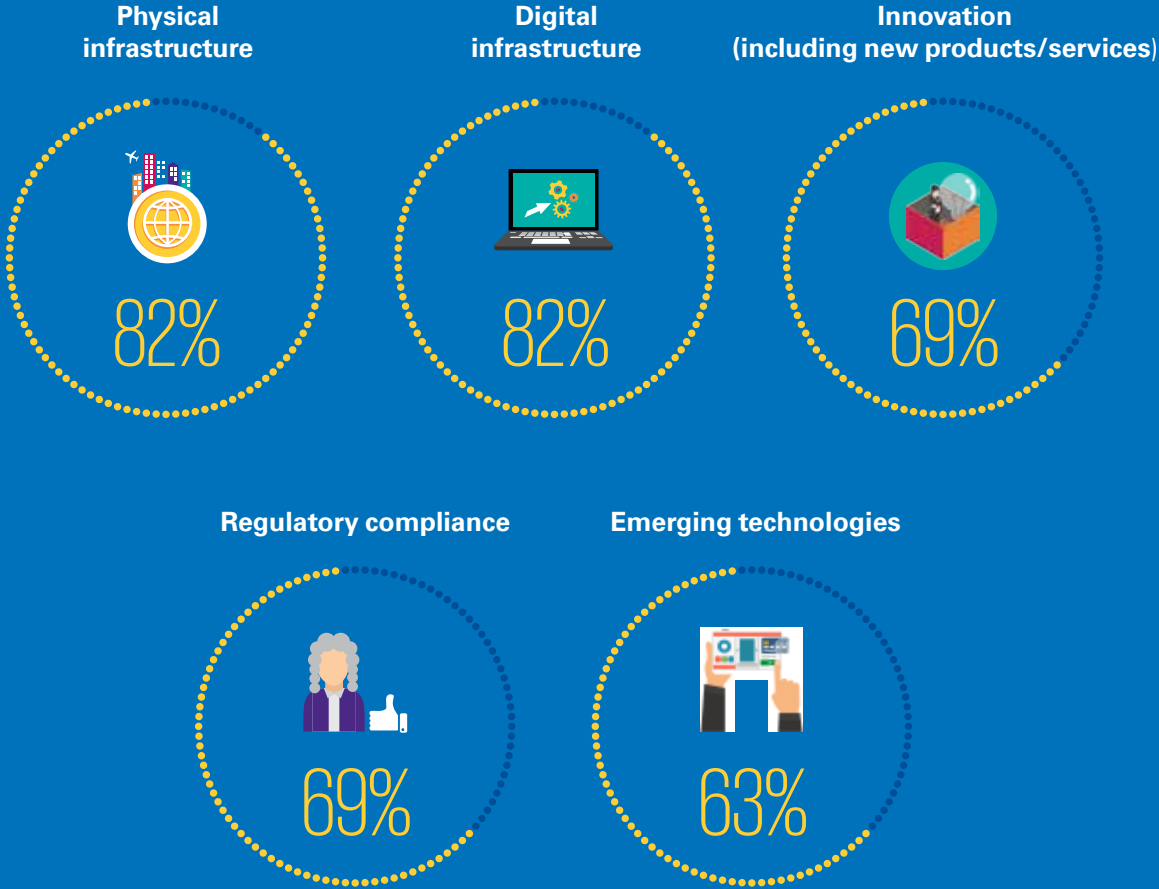 Physical
infrastructure
Digital
infrastructure
Innovation
(including new products/services)
82%
82%
69%
Regulatory compliance
Emerging technologies
69%
63%